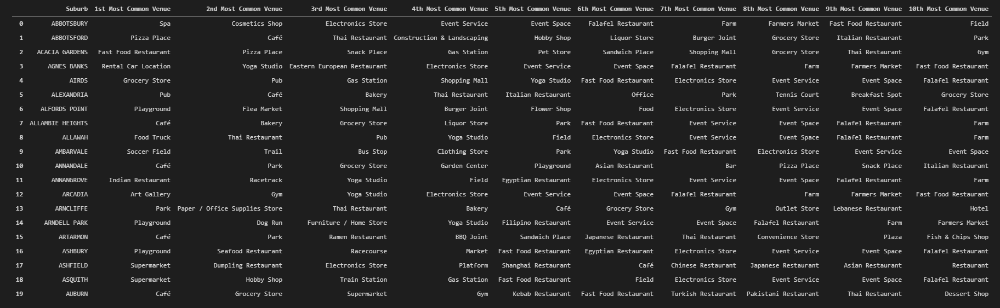 Suburb 1st Most Common Venue 2nd Most Common Venue 3rd Most Common Venue 4th Most Common Venue 5th Most Common Venue 6th Most Common Venue 7th Most Common Venue 8th Most Common Venue 9th Most Common Venue 10th Most Common Venue
0 ABBOTSBURY Spa Cosmetics Shop Electronics Store Event Service Event Space Falafel Restaurant Farm Farmers Market Fast Food Restaurant Field
1 ABBOTSFORD Pizza Place Café Thai Restaurant Construction & Landscaping Hobby Shop Liquor Store Burger Joint Grocery Store Italian Restaurant Park
2 ACACIA GARDENS Fast Food Restaurant Pizza Place Snack Place Gas Station Pet Store Sandwich Place Shopping Mall Grocery Store Thai Restaurant Gym
3 AGNES BANKS Rental Car Location Yoga Studio Eastern European Restaurant Electronics Store Event Service Event Space Falafel Restaurant Farm Farmers Market Fast Food Restaurant
4 AIRDS Grocery Store Pub Gas Station Shopping Mall Yoga Studio Fast Food Restaurant Electronics Store Event Service Event Space Falafel Restaurant
5 ALEXANDRIA Pub Café Bakery Thai Restaurant Italian Restaurant Office Park Tennis Court Breakfast Spot Grocery Store
6 ALFORDS POINT Playground Flea Market Shopping Mall Burger Joint Flower Shop Food Electronics Store Event Service Event Space Falafel Restaurant
7 ALLAMBIE HEIGHTS Café Bakery Grocery Store Liquor Store Park Fast Food Restaurant Event Service Event Space Falafel Restaurant Farm
8 ALLAWAH Food Truck Thai Restaurant Pub Yoga Studio Field Electronics Store Event Service Event Space Falafel Restaurant Farm
9 AMBARVALE Soccer Field Trail Bus Stop Clothing Store Park Yoga Studio Fast Food Restaurant Electronics Store Event Service Event Space
10 ANNANDALE Café Park Grocery Store Garden Center Playground Asian Restaurant Bar Pizza Place Snack Place Italian Restaurant
11 ANNANGROVE Indian Restaurant Racetrack Yoga Studio Field Egyptian Restaurant Electronics Store Event Service Event Space Falafel Restaurant Farm
12 ARCADIA Art Gallery Gym Yoga Studio Electronics Store Event Service Event Space Falafel Restaurant Farm Farmers Market Fast Food Restaurant
13 ARNCLIFFE Park Paper / Office Supplies Store Thai Restaurant Bakery Café Grocery Store Gym Outlet Store Lebanese Restaurant Hotel
14 ARNDELL PARK Playground Dog Run Furniture / Home Store Yoga Studio Filipino Restaurant Event Service Event Space Falafel Restaurant Farm Farmers Market
15 ARTARMON Café Park Ramen Restaurant BBQ Joint Sandwich Place Japanese Restaurant Thai Restaurant Convenience Store Plaza Fish & Chips Shop
16 ASHBURY Playground Seafood Restaurant Racecourse Market Fast Food Restaurant Egyptian Restaurant Electronics Store Event Service Event Space Falafel Restaurant
17 ASHFIELD Supermarket Dumpling Restaurant Electronics Store Platform Shanghai Restaurant Café Chinese Restaurant Japanese Restaurant Asian Restaurant Restaurant
18 ASQUITH Supermarket Hobby Shop Train Station Gas Station Fast Food Restaurant Field Electronics Store Event Service Event Space Falafel Restaurant
19 AUBURN Café Grocery Store Supermarket Gym Kebab Restaurant Fast Food Restaurant Turkish Restaurant Pakistani Restaurant Thai Restaurant Dessert Shop